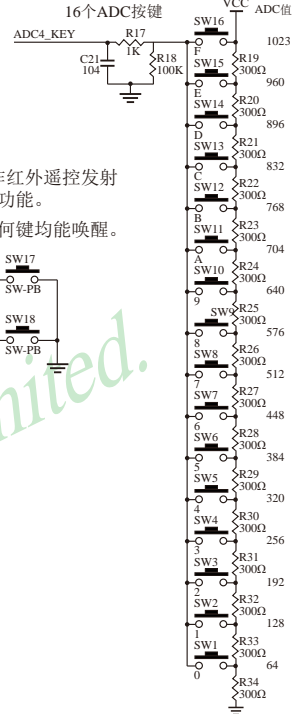 16个ADC按键
VCC
ADC值
ADC4_KEY
R17
1K
C21
104
R18
100K
SW16
1023
F
R19
300Ω
SW15
960
E
R20
300Ω
SW14
896
D
R21
300Ω
SW13
832
C
R22
300Ω
SW12
768
B
R23
300Ω
SW11
704
A
R24
300Ω
SW10
640
9
R25
300Ω
SW9
576
8
R26
300Ω
SW8
512
7
R27
300Ω
SW7
448
6
R28
300Ω
SW6
384
5
R29
300Ω
SW5
320
4
R30
300Ω
SW4
256
3
R31
300Ω
SW3
192
2
R32
300Ω
SW2
128
1
R33
300Ω
SW1
64
0
R34
300Ω
红外遥控发射
功能。
何键均能唤醒。
SW17
SW-PB
SW18
SW-PB
mited.